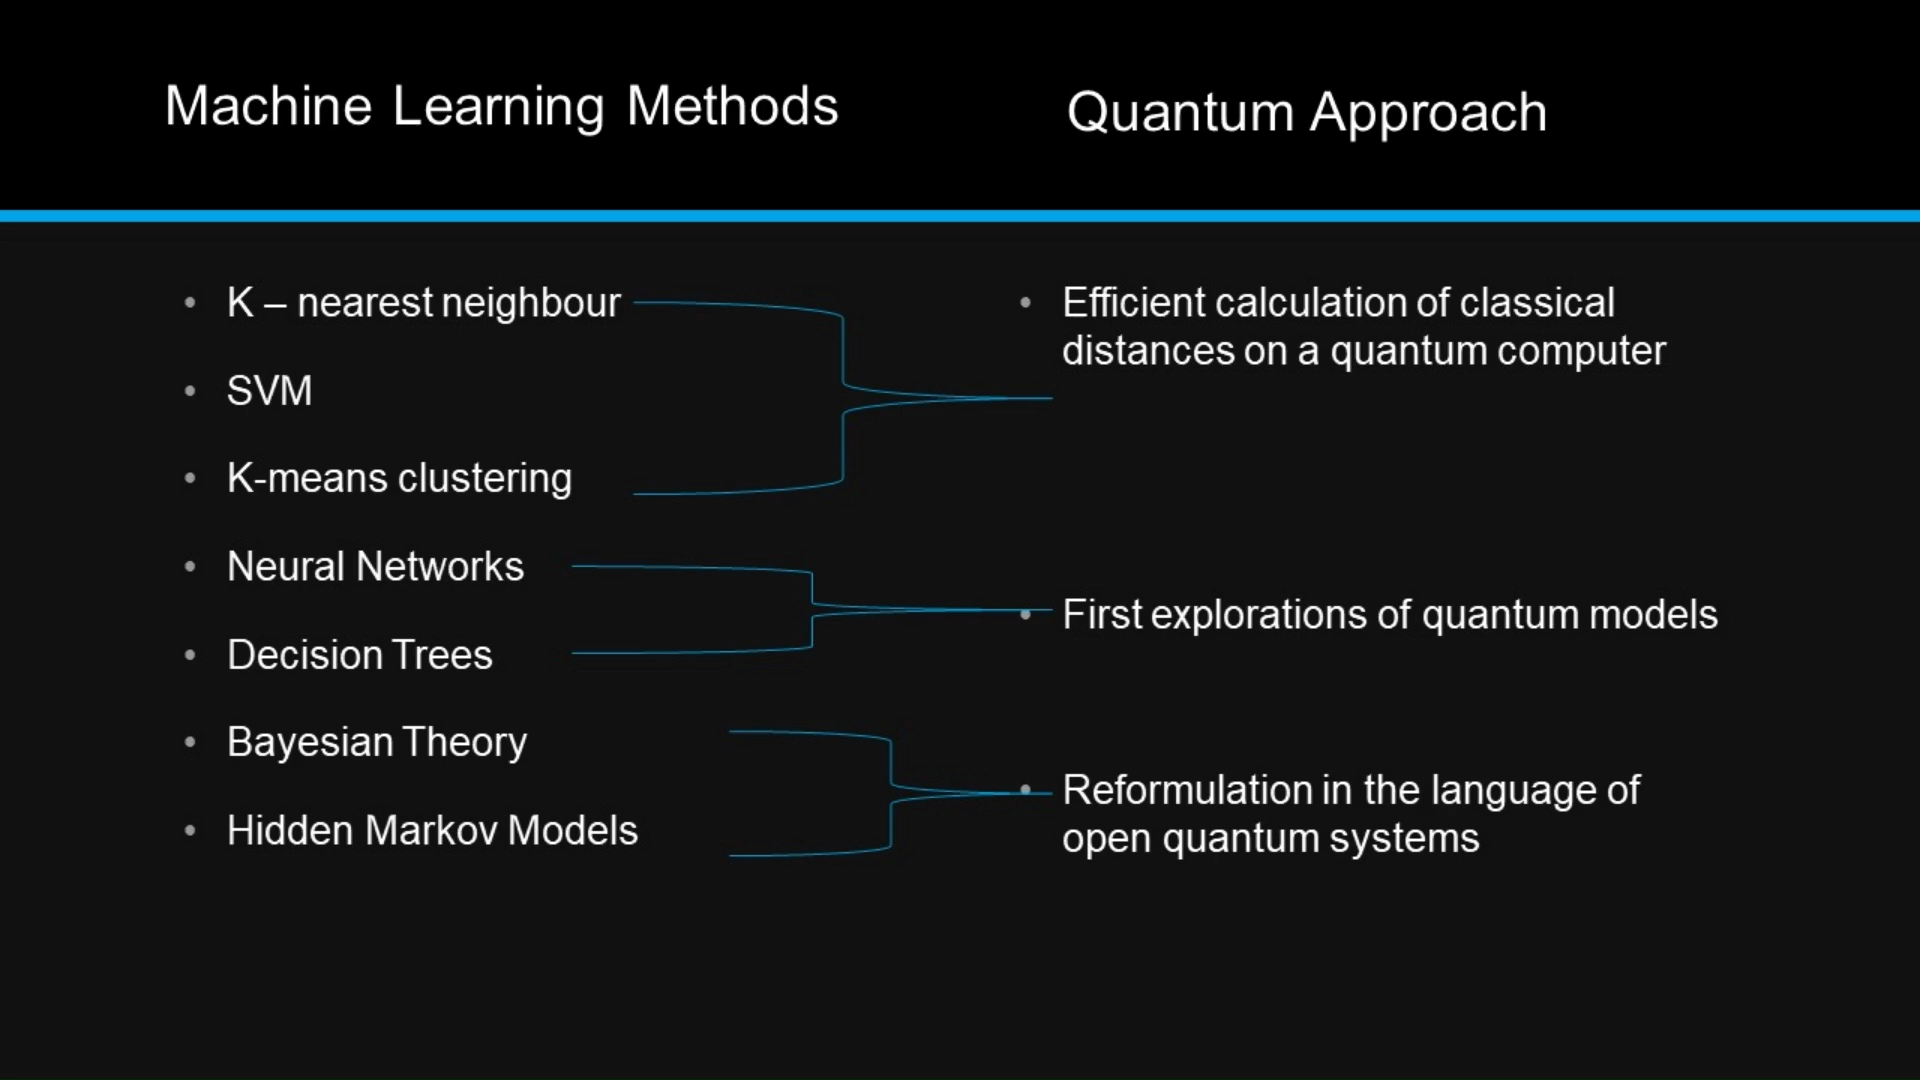 Machine Learning Methods
Quantum Approach
• K – nearest neighbour
• SVM
• K-means clustering
• Neural Networks
• Decision Trees
• Bayesian Theory
• Hidden Markov Models
• Efficient calculation of classical
distances on a quantum computer
• First explorations of quantum models
• Reformulation in the language of
open quantum systems